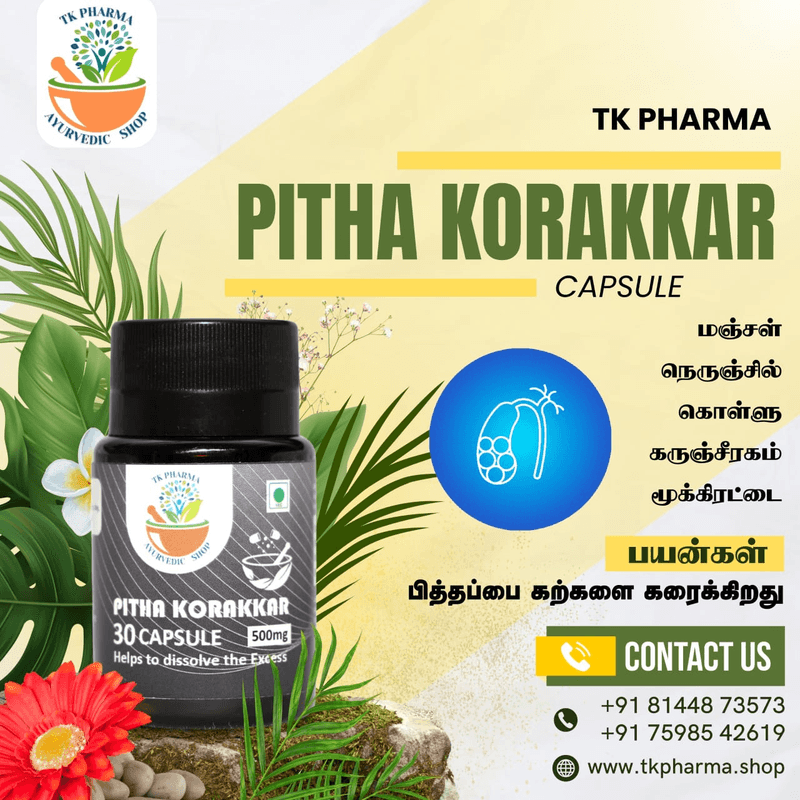 TK PHARMA
AYURVEDIC SHOP
TK PHARMA
PITHA KORAKKAR
CAPSULE
மஞ்சள்
நெருஞ்சில்
கொள்ளு
கருஞ்சீரகம்
மூக்கிரட்டை
பயன்கள்
பித்தப்பை கற்களை கரைக்கிறது
TK PHARMA
AYURVEDIC SHOP
PITHA KORAKKAR
30 CAPSULE
500mg
Helps to dissolve the Excess
CONTACT US
+91 81448 73573
+91 75985 42619
www.tkpharma.shop